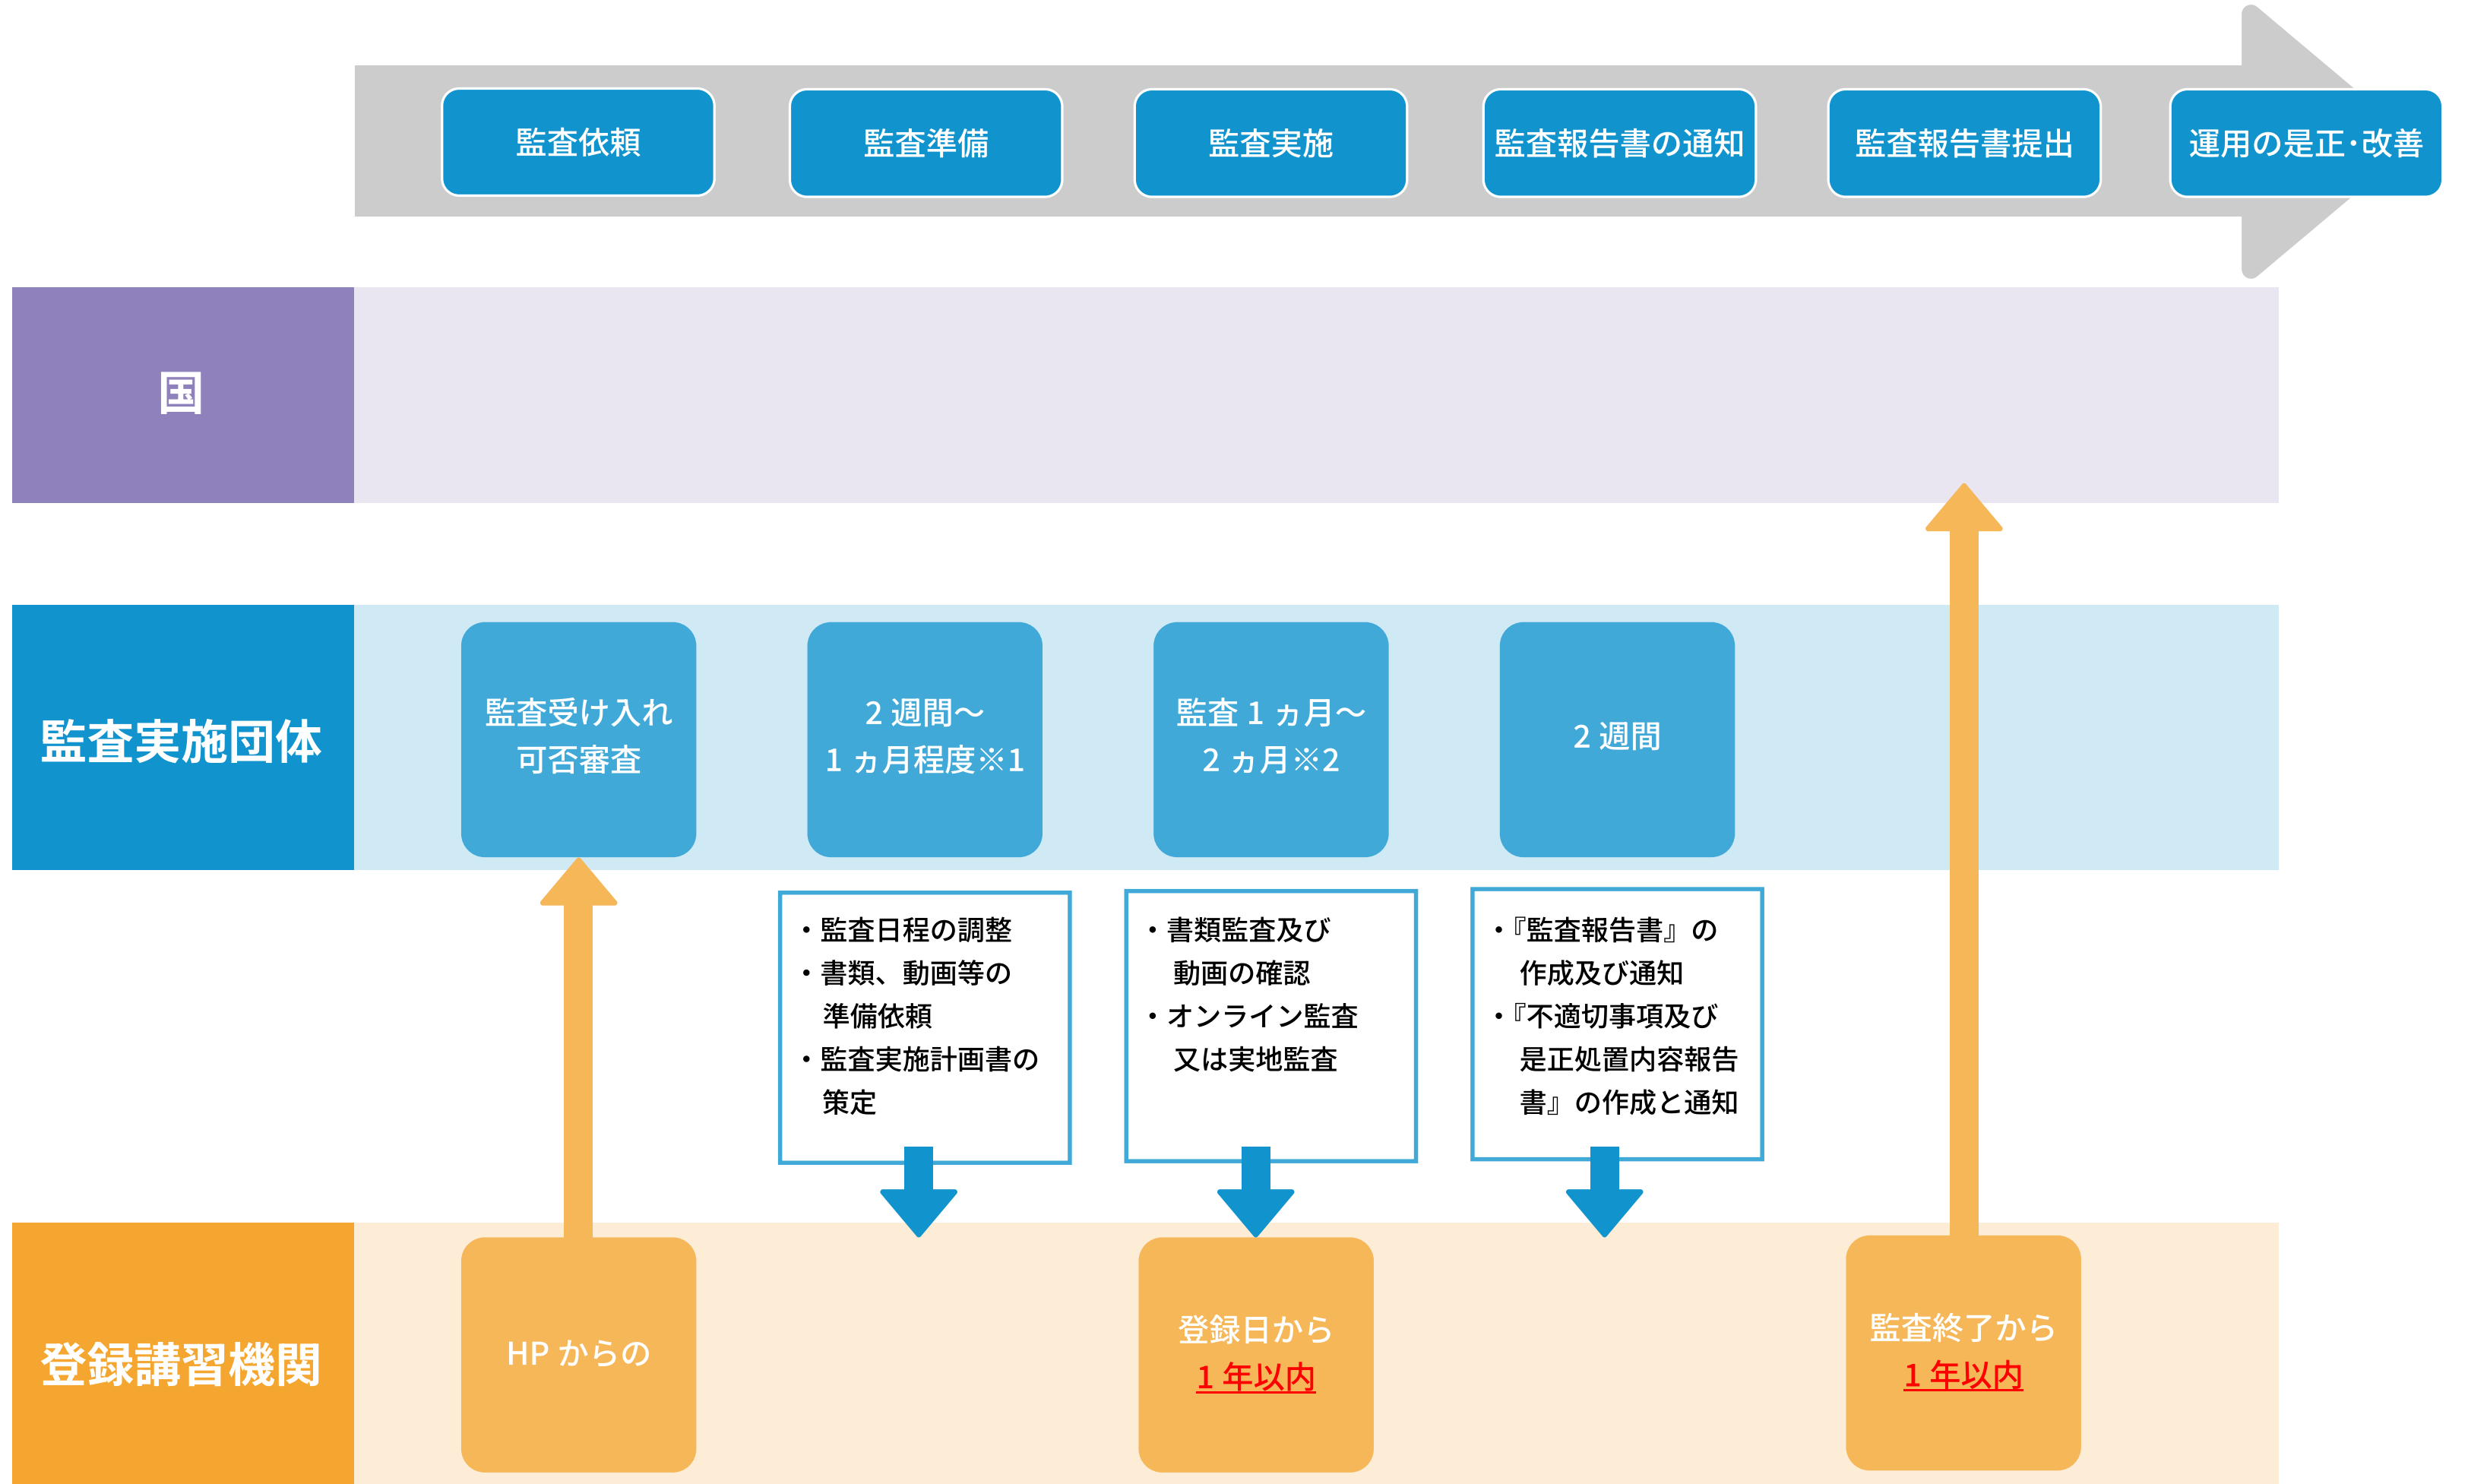 監査依頼
監査準備
監査実施
監査報告書の通知
監査報告書提出
運用の是正・改善
国
監査実施団体
監査受け入れ
可否審査
2 週間～
1 ヵ月程度※1
監査 1 ヵ月～
2 ヵ月※2
2 週間
・監査日程の調整
・書類、動画等の
準備依頼
・監査実施計画書の
策定
・書類監査及び
動画の確認
・オンライン監査
又は実地監査
・『監査報告書』の
作成及び通知
・『不適切事項及び
是正処置内容報告
書』の作成と通知
登録講習機関
HP からの
登録日から
1 年以内
監査終了から
1 年以内